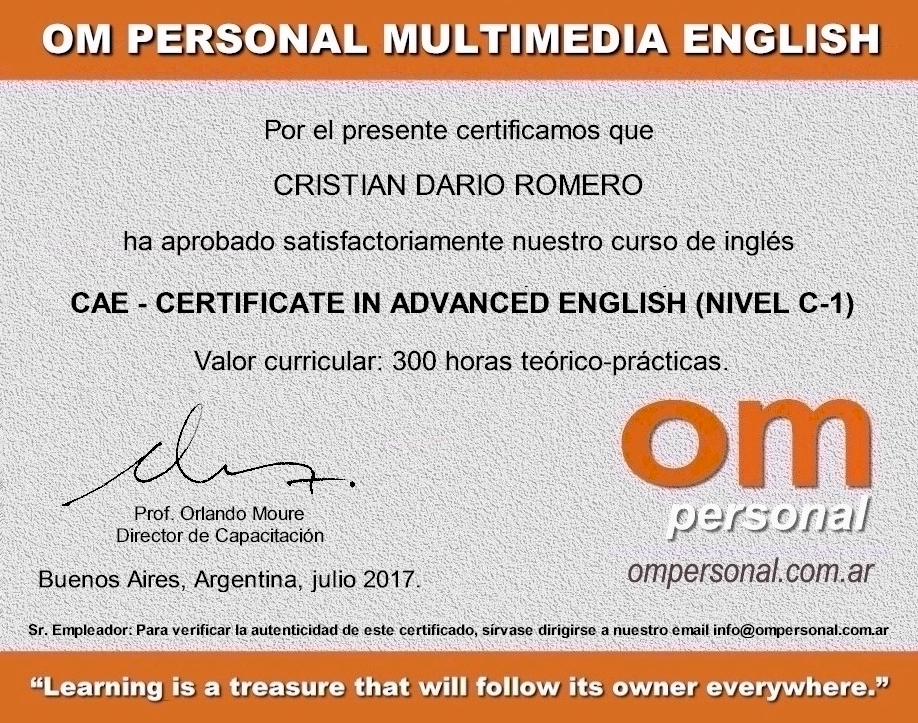 OM PERSONAL MULTIMEDIA ENGLISH
Por el presente certificamos que
CRISTIAN DARIO ROMERO
ha aprobado satisfactoriamente nuestro curso de inglés
CAE - CERTIFICATE IN ADVANCED ENGLISH (NIVEL C-1)
Valor curricular: 300 horas teórico-prácticas.
om
personal
ompersonal.com.ar
Prof. Orlando Moure
Director de Capacitación
Buenos Aires, Argentina, julio 2017.
Sr. Empleador: Para verificar la autenticidad de este certificado, sírvase dirigirse a nuestro email info@ompersonal.com.ar
“Learning is a treasure that will follow its owner everywhere.”